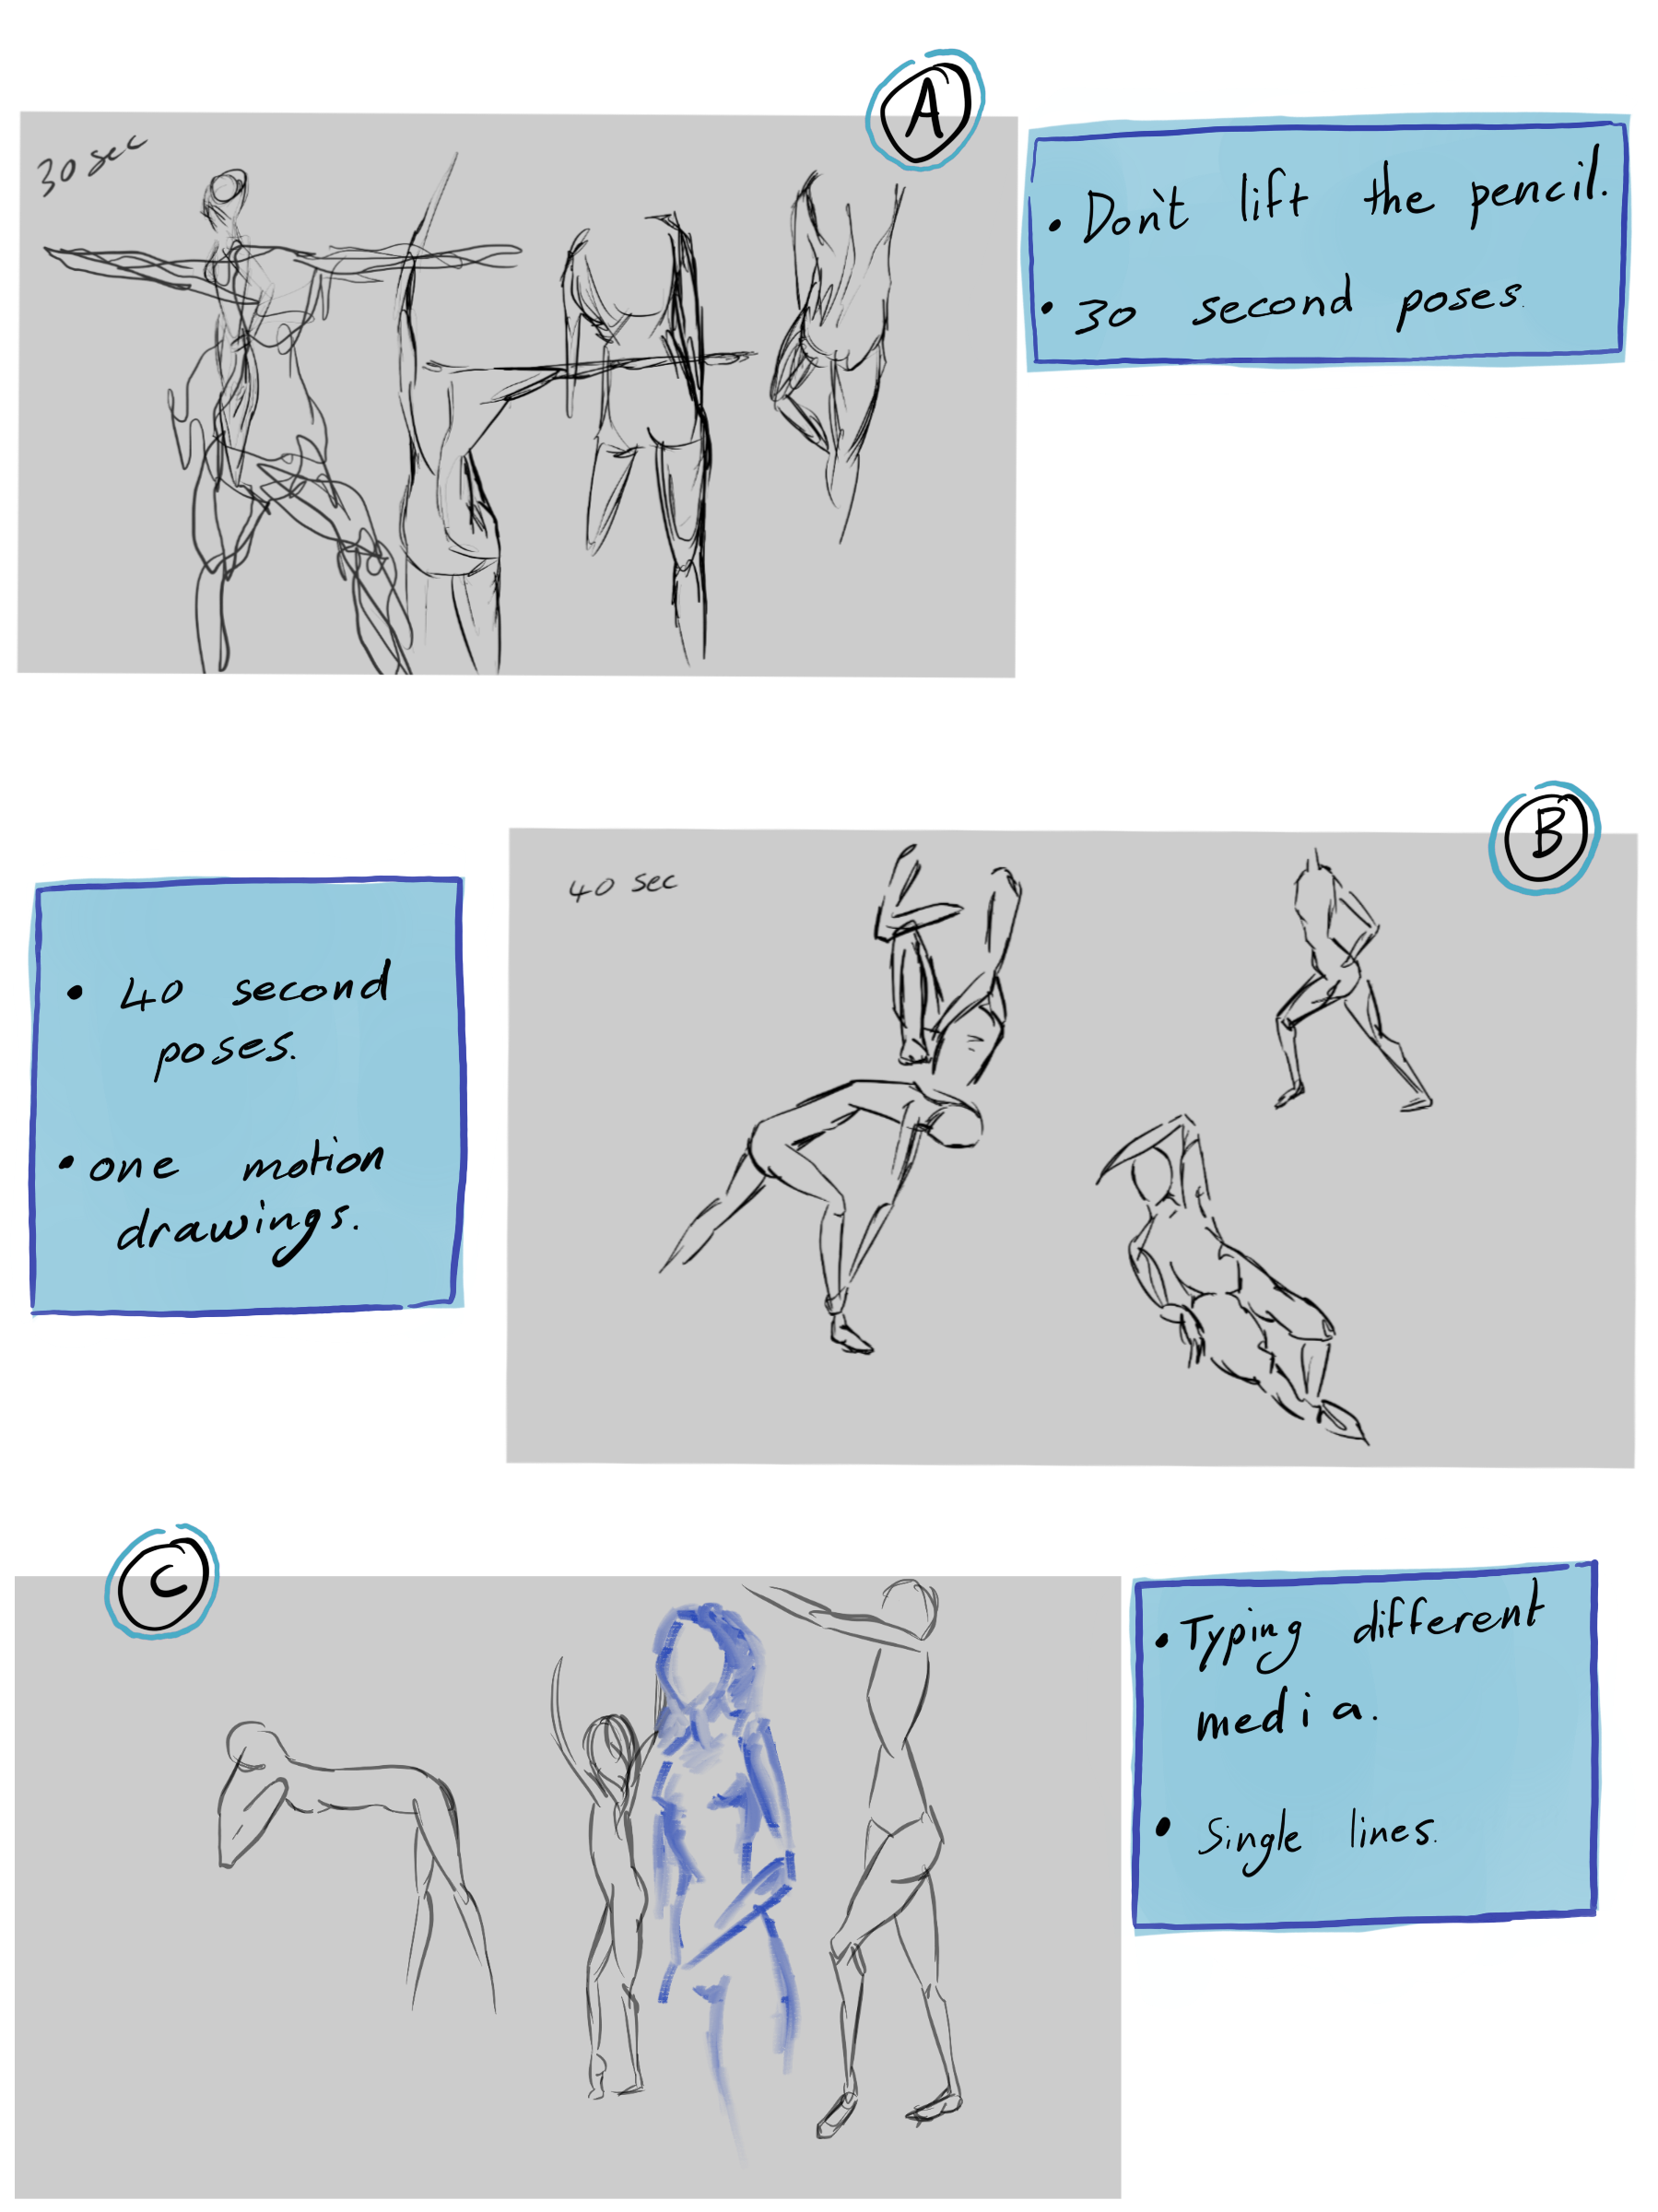 A
30 sec
• Don't lift the pencil.
• 30 second poses.
B
40 sec
• 40 second
poses.
• one motion
drawings.
C
• Typing different
media.
• Single lines.